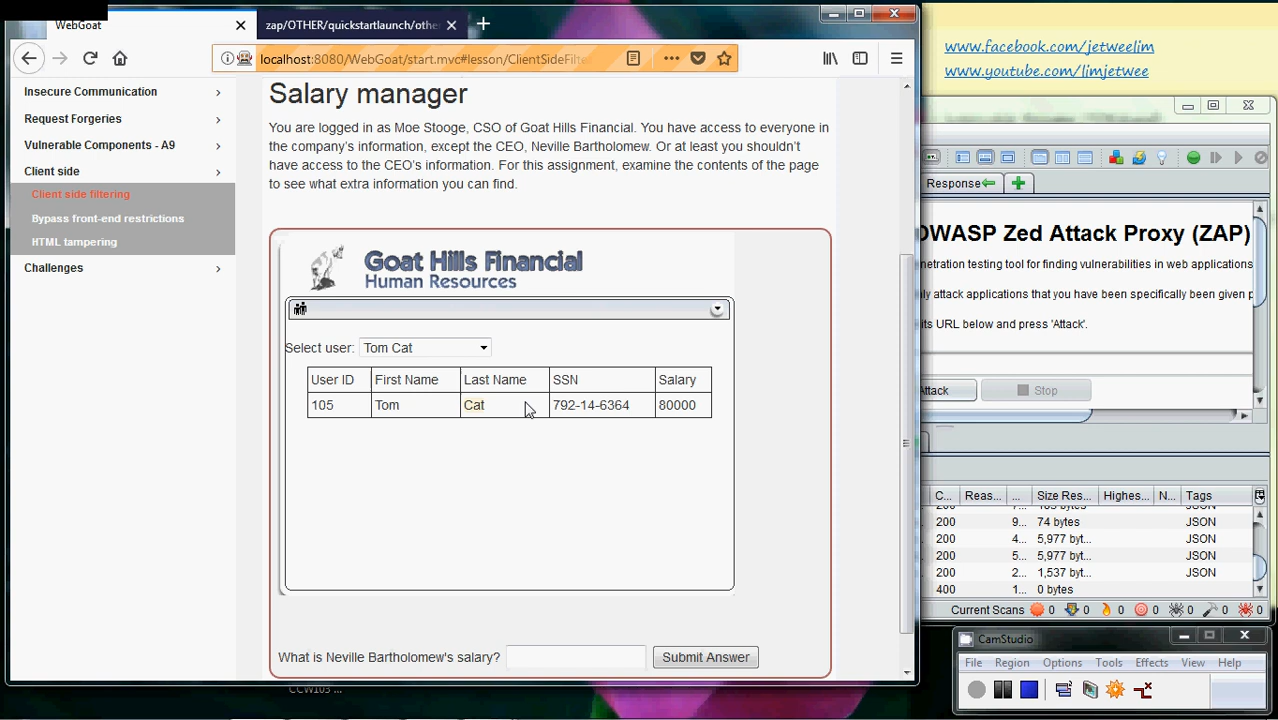 WebGoat
zap/OTHER/quickstartlaunch/othe
localhost:8080/WebGoat/start.mvc#lesson/ClientSideFilte
www.facebook.com/jetweelim
www.youtube.com/limjetwee
Insecure Communication
Request Forgeries
Vulnerable Components - A9
Client side
Client side filtering
Bypass front-end restrictions
HTML tampering
Challenges
Salary manager
You are logged in as Moe Stooge, CSO of Goat Hills Financial. You have access to everyone in
the company's information, except the CEO, Neville Bartholomew. Or at least you shouldn't
have access to the CEO's information. For this assignment, examine the contents of the page
to see what extra information you can find.
Goat Hills Financial
Human Resources
Select user: Tom Cat
User ID First Name Last Name SSN Salary
105 Tom Cat 792-14-6364 80000
What is Neville Bartholomew's salary? Submit Answer
Response
OWASP Zed Attack Proxy (ZAP)
netration testing tool for finding vulnerabilities in web applications
ly attack applications that you have been specifically been given p
its URL below and press 'Attack'.
Attack Stop
C... Reas... ... Size Res... Highes... N... Tags
200 9... 74 bytes JSON
200 4... 5,977 byt... JSON
200 5... 5,977 byt... JSON
200 2... 1,537 byt... JSON
400 1... 0 bytes
Current Scans 0 0 0 0 0 0 0
CamStudio
File Region Options Tools Effects View Help
CCW103 ...